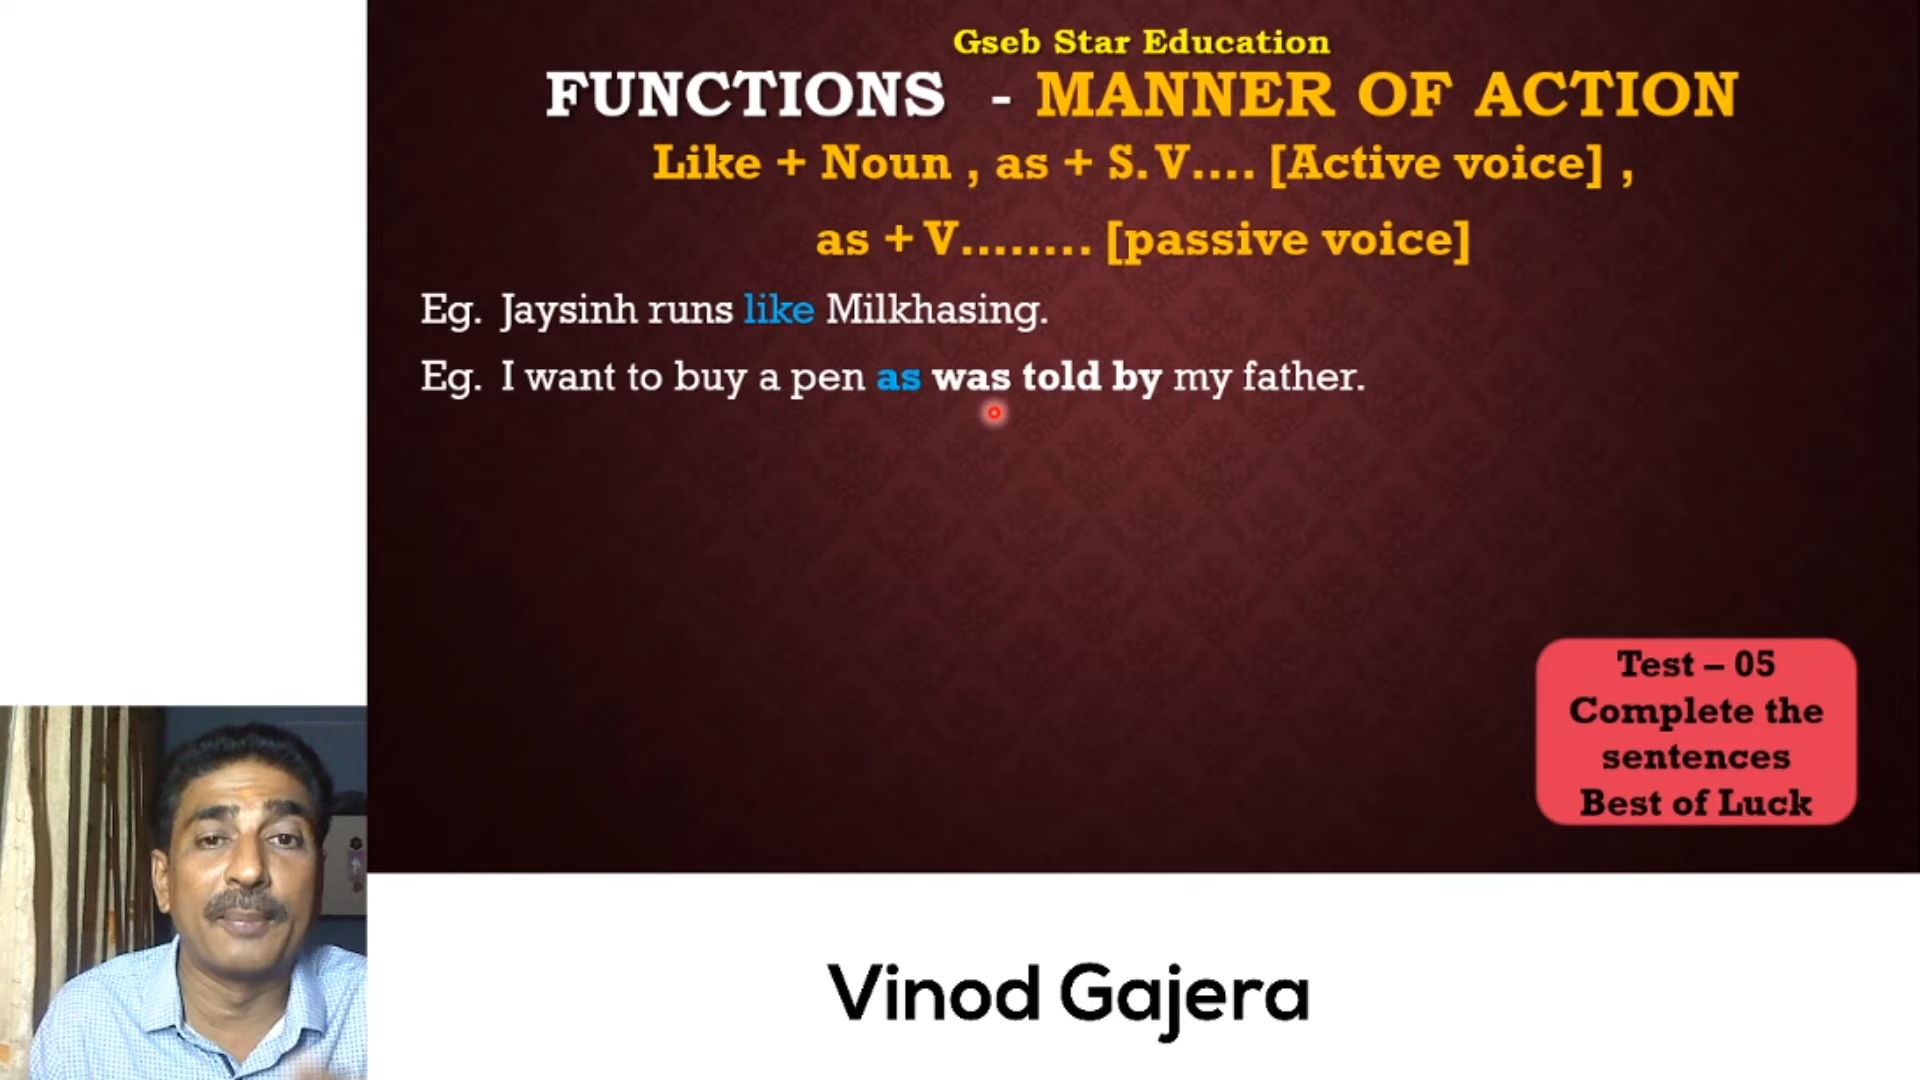 Gseb Star Education
FUNCTIONS - MANNER OF ACTION
Like + Noun , as + S.V.... [Active voice] ,
as + V........ [passive voice]
Eg. Jaysinh runs like Milkhasing.
Eg. I want to buy a pen as was told by my father.
Test – 05
Complete the
sentences
Best of Luck
Vinod Gajera